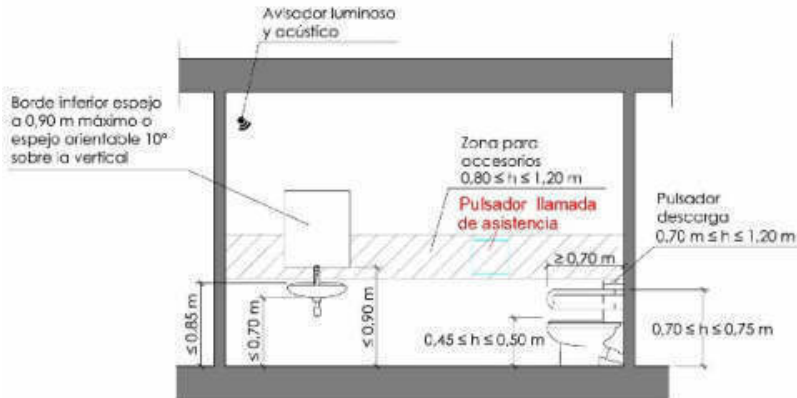 Avisador luminoso
y acústico
Borde inferior espejo
a 0,90 m máximo o
espejo orientable 10º
sobre la vertical
Zona para
accesorios
0,80 ≤ h ≤ 1,20 m
Pulsador llamada
de asistencia
Pulsador
descarga
0,70 m ≤ h ≤ 1,20 m
≥ 0,70 m
≤ 0,85 m
≤ 0,70 m
≤ 0,90 m
0,45 ≤ h ≤ 0,50 m
0,70 ≤ h ≤ 0,75 m